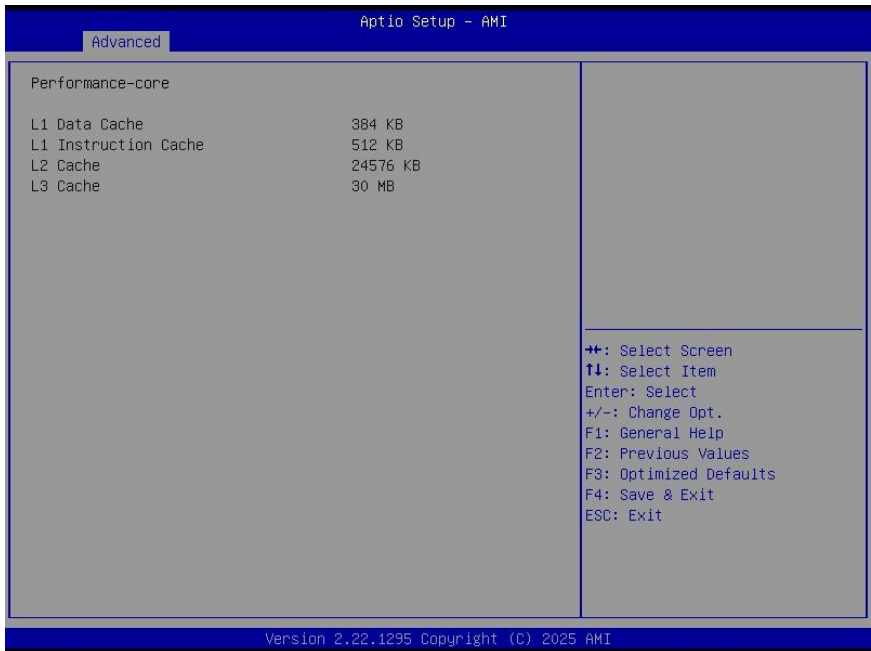 Aptio Setup - AMI
Advanced
Performance-core
L1 Data Cache 384 KB
L1 Instruction Cache 512 KB
L2 Cache 24576 KB
L3 Cache 30 MB
→←: Select Screen
↑↓: Select Item
Enter: Select
+/-: Change Opt.
F1: General Help
F2: Previous Values
F3: Optimized Defaults
F4: Save & Exit
ESC: Exit
Version 2.22.1295 Copyright (C) 2025 AMI